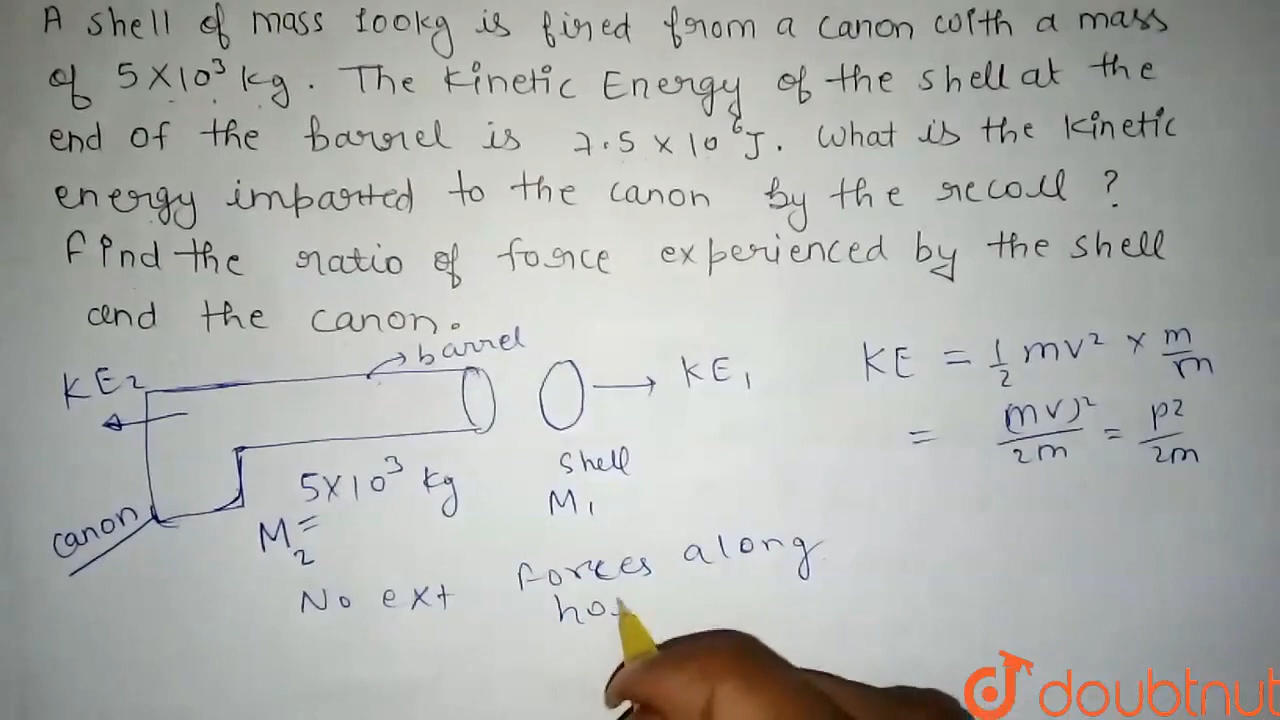 A shell of mass 100kg is fired from a canon with a mass
of 5×10³ kg. The Kinetic Energy of the shell at the
end of the barrel is 7.5 × 10⁶J. What is the kinetic
energy imparted to the canon by the recoil ?
Find the ratio of force experienced by the shell
and the canon.
barrel
KE₂
KE₁
KE = 1/2 mv² × m/m
= (mv)²/2m = p²/2m
shell
M₁
5×10³ kg
M₂ =
canon
No ext forces along
ho
doubtnut